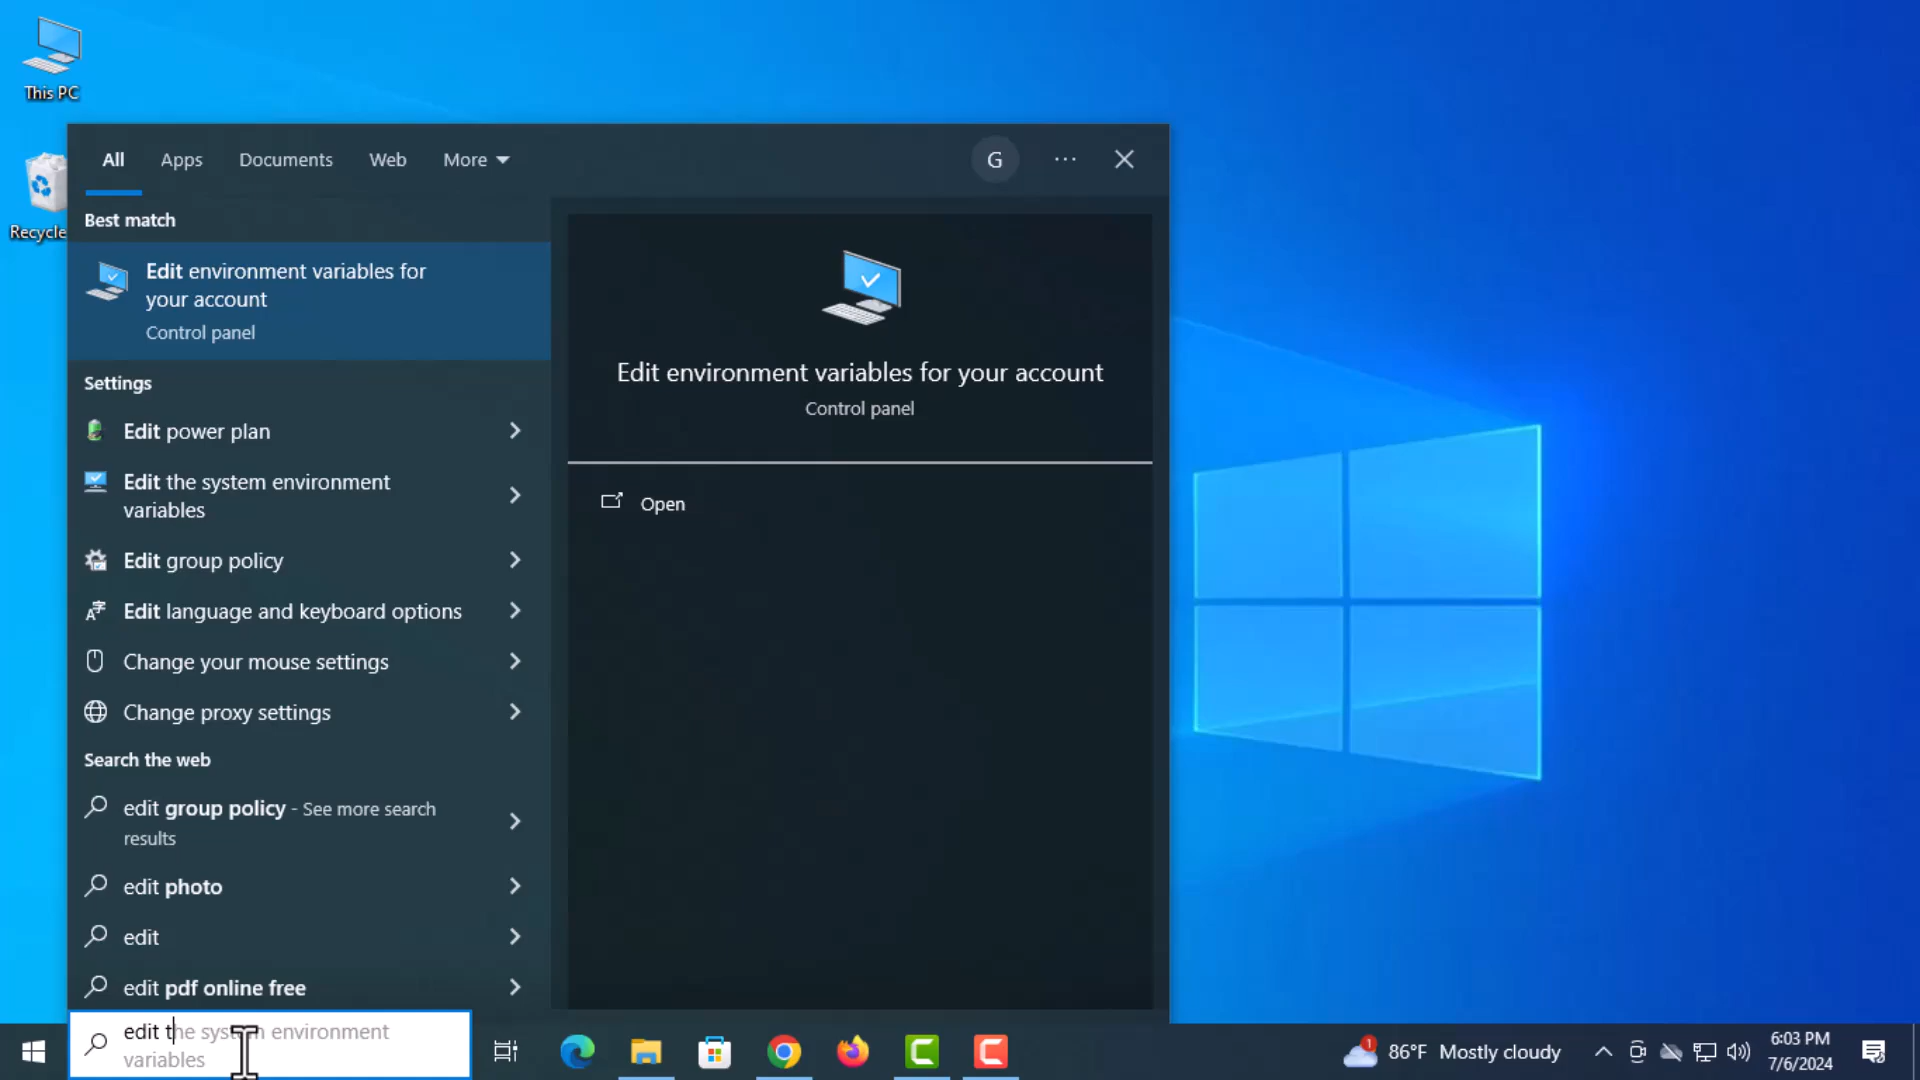 This PC
Recycle
All
Apps
Documents
Web
More
G
Best match
Edit environment variables for
your account
Control panel
Settings
Edit power plan
Edit the system environment
variables
Edit group policy
Edit language and keyboard options
Change your mouse settings
Change proxy settings
Search the web
edit group policy - See more search
results
edit photo
edit
edit pdf online free
Edit environment variables for your account
Control panel
Open
edit the system environment
variables
1
86°F Mostly cloudy
6:03 PM
7/6/2024